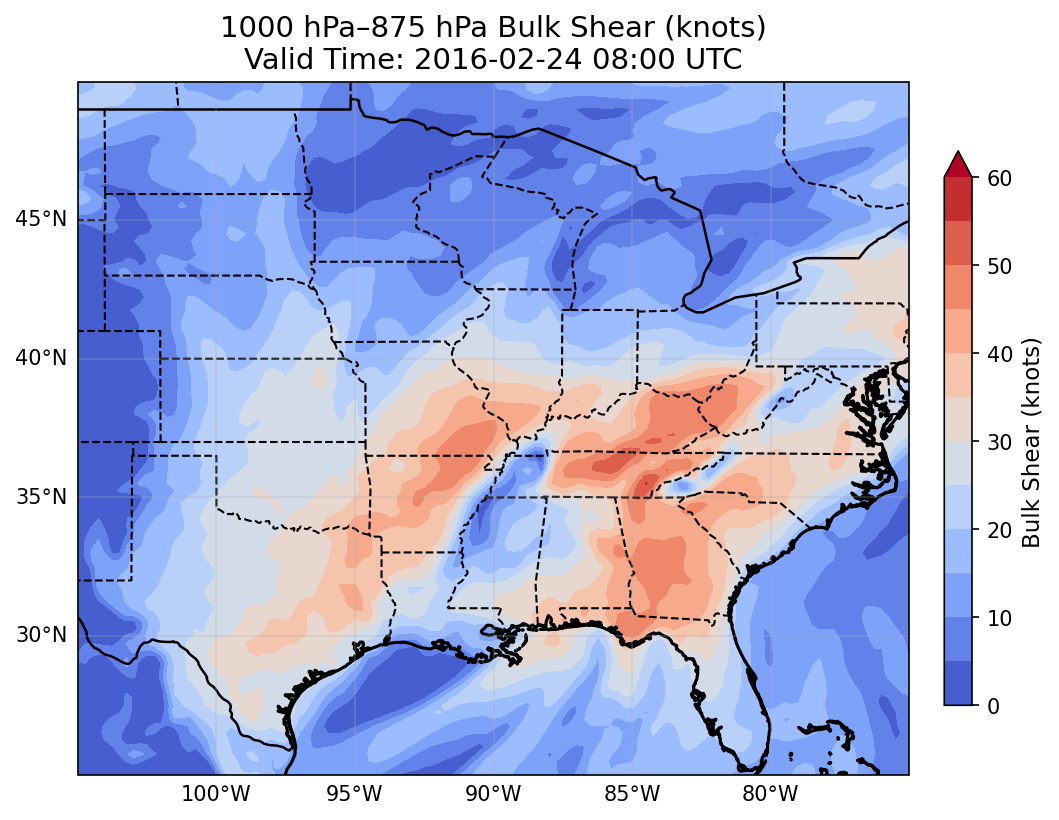 1000 hPa–875 hPa Bulk Shear (knots)
Valid Time: 2016-02-24 08:00 UTC
45°N
40°N
35°N
30°N
100°W
95°W
90°W
85°W
80°W
60
50
40
30
20
10
0
Bulk Shear (knots)